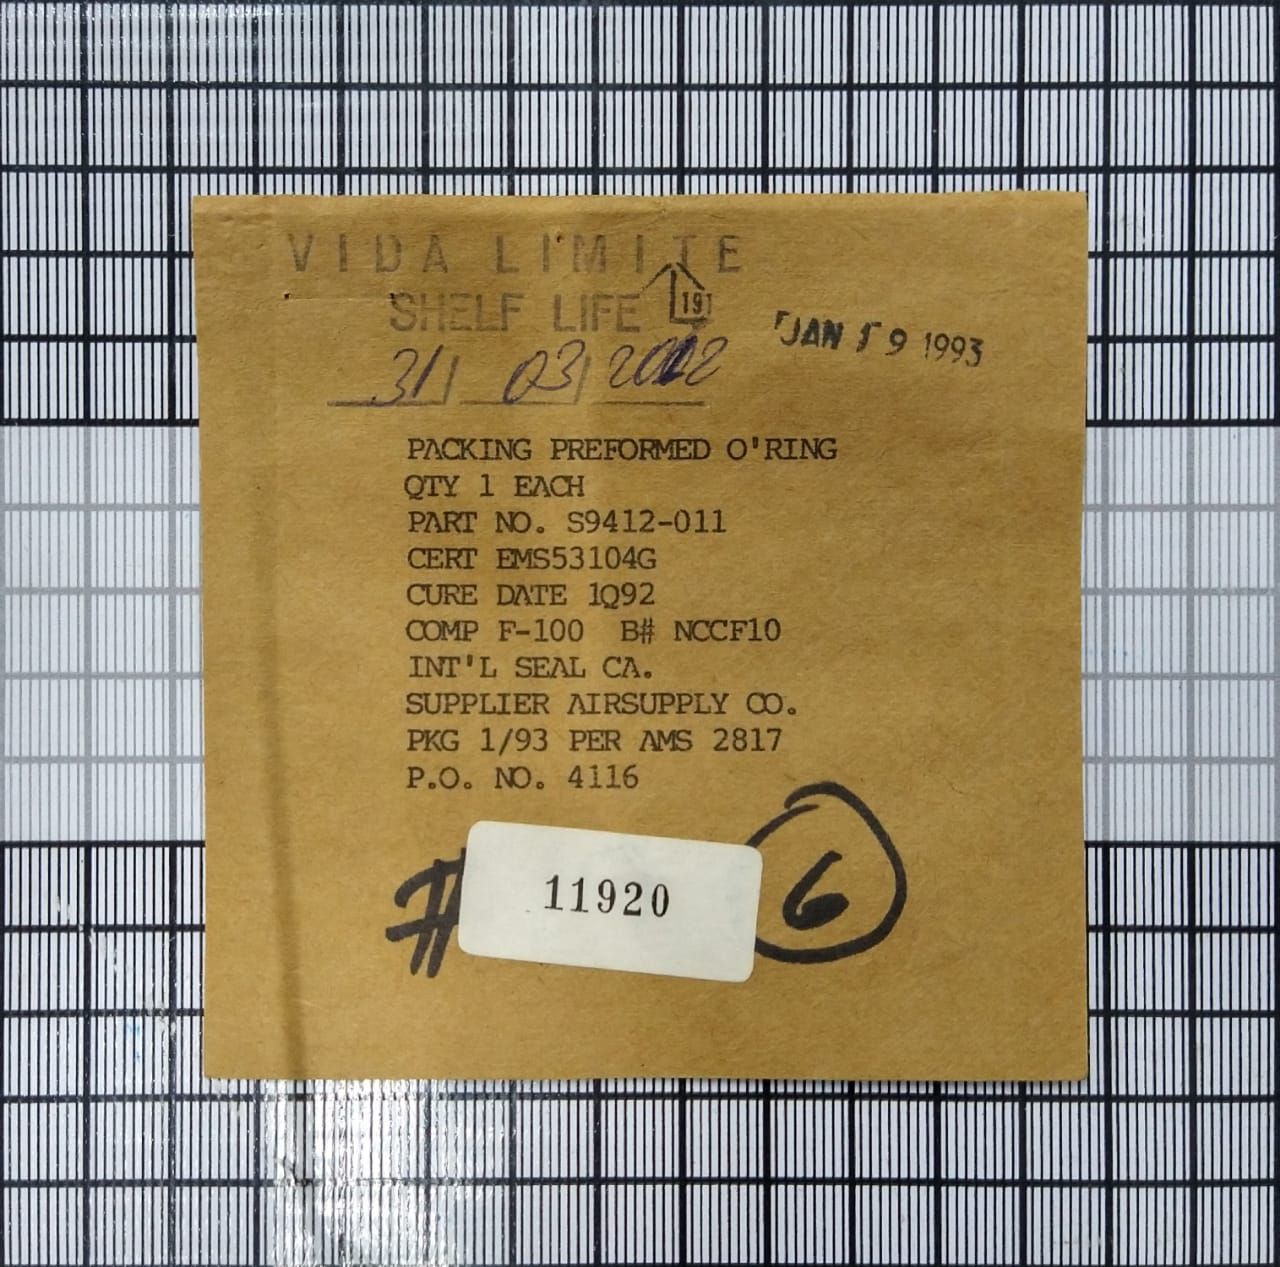 VIDA LIMITE
SHELF LIFE 191
31/ 03/
JAN 19 1993
PACKING PREFORMED O'RING
QTY 1 EACH
PART NO. S9412-011
CERT EMS53104G
CURE DATE 1Q92
COMP F-100 B# NCCF10
INT'L SEAL CA.
SUPPLIER AIRSUPPLY CO.
PKG 1/93 PER AMS 2817
P.O. NO. 4116
# 11920 6